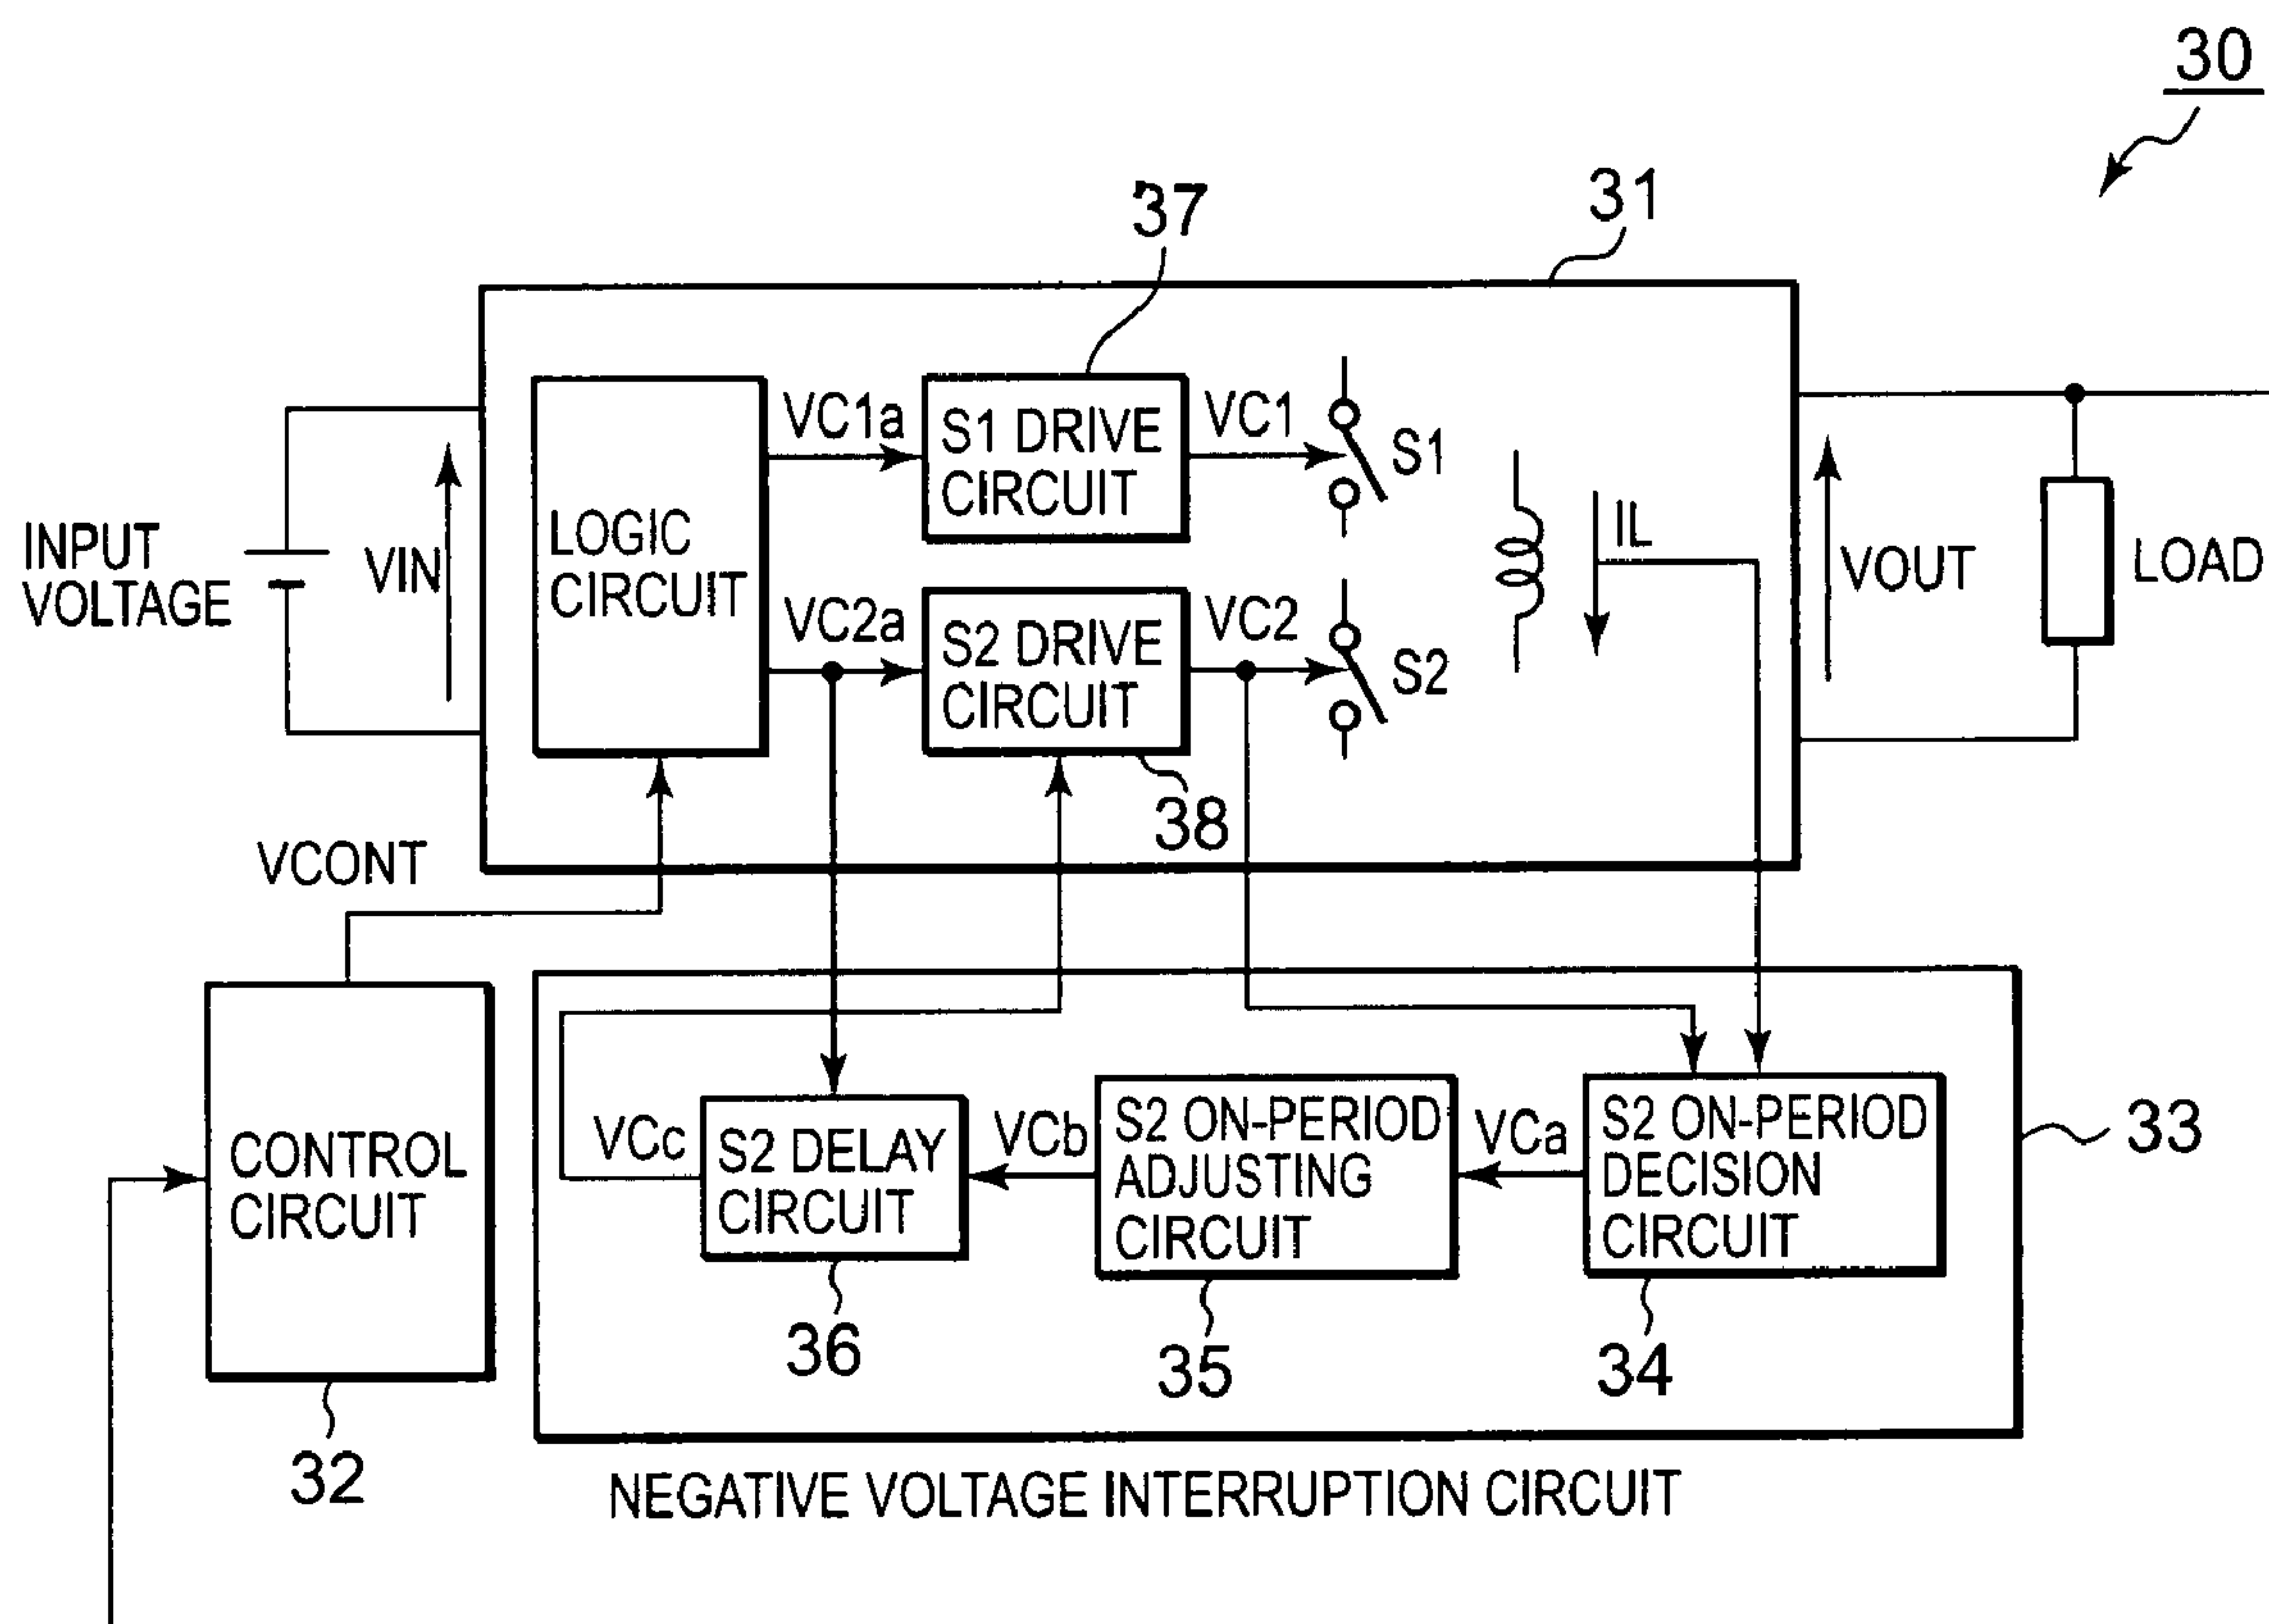 30
31
37
VC1a
S1 DRIVE
CIRCUIT
VC1
S1
LOGIC
CIRCUIT
IL
INPUT
VOLTAGE
VIN
VOUT
LOAD
VC2a
S2 DRIVE
CIRCUIT
VC2
S2
38
VCONT
CONTROL
CIRCUIT
32
VCc
S2 DELAY
CIRCUIT
36
VCb
S2 ON-PERIOD
ADJUSTING
CIRCUIT
35
VCa
S2 ON-PERIOD
DECISION
CIRCUIT
34
33
NEGATIVE VOLTAGE INTERRUPTION CIRCUIT